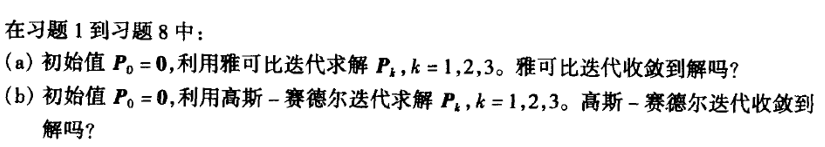 在习题 1 到习题 8 中：
(a) 初始值 P₀ = 0,利用雅可比迭代求解 Pₖ,k = 1,2,3。雅可比迭代收敛到解吗?
(b) 初始值 P₀ = 0,利用高斯 – 赛德尔迭代求解 Pₖ,k = 1,2,3。高斯 – 赛德尔迭代收敛到
解吗?